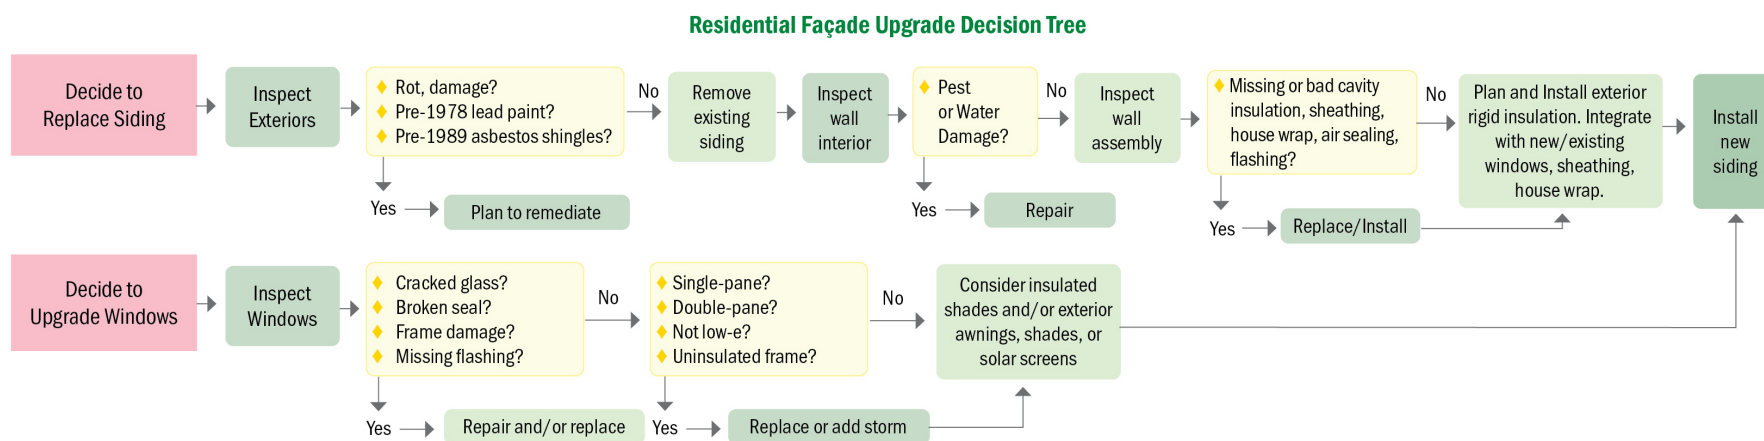 Residential Façade Upgrade Decision Tree
Decide to
Replace Siding
Inspect
Exteriors
Rot, damage?
Pre-1978 lead paint?
Pre-1989 asbestos shingles?
No
Remove
existing
siding
Inspect
wall
interior
Pest
or Water
Damage?
No
Inspect
wall
assembly
Missing or bad cavity
insulation, sheathing,
house wrap, air sealing,
flashing?
No
Plan and Install exterior
rigid insulation. Integrate
with new/existing
windows, sheathing,
house wrap.
Install
new
siding
Yes
Plan to remediate
Yes
Repair
Yes
Replace/Install
Decide to
Upgrade Windows
Inspect
Windows
Cracked glass?
Broken seal?
Frame damage?
Missing flashing?
No
Single-pane?
Double-pane?
Not low-e?
Uninsulated frame?
No
Consider insulated
shades and/or exterior
awnings, shades, or
solar screens
Yes
Repair and/or replace
Yes
Replace or add storm